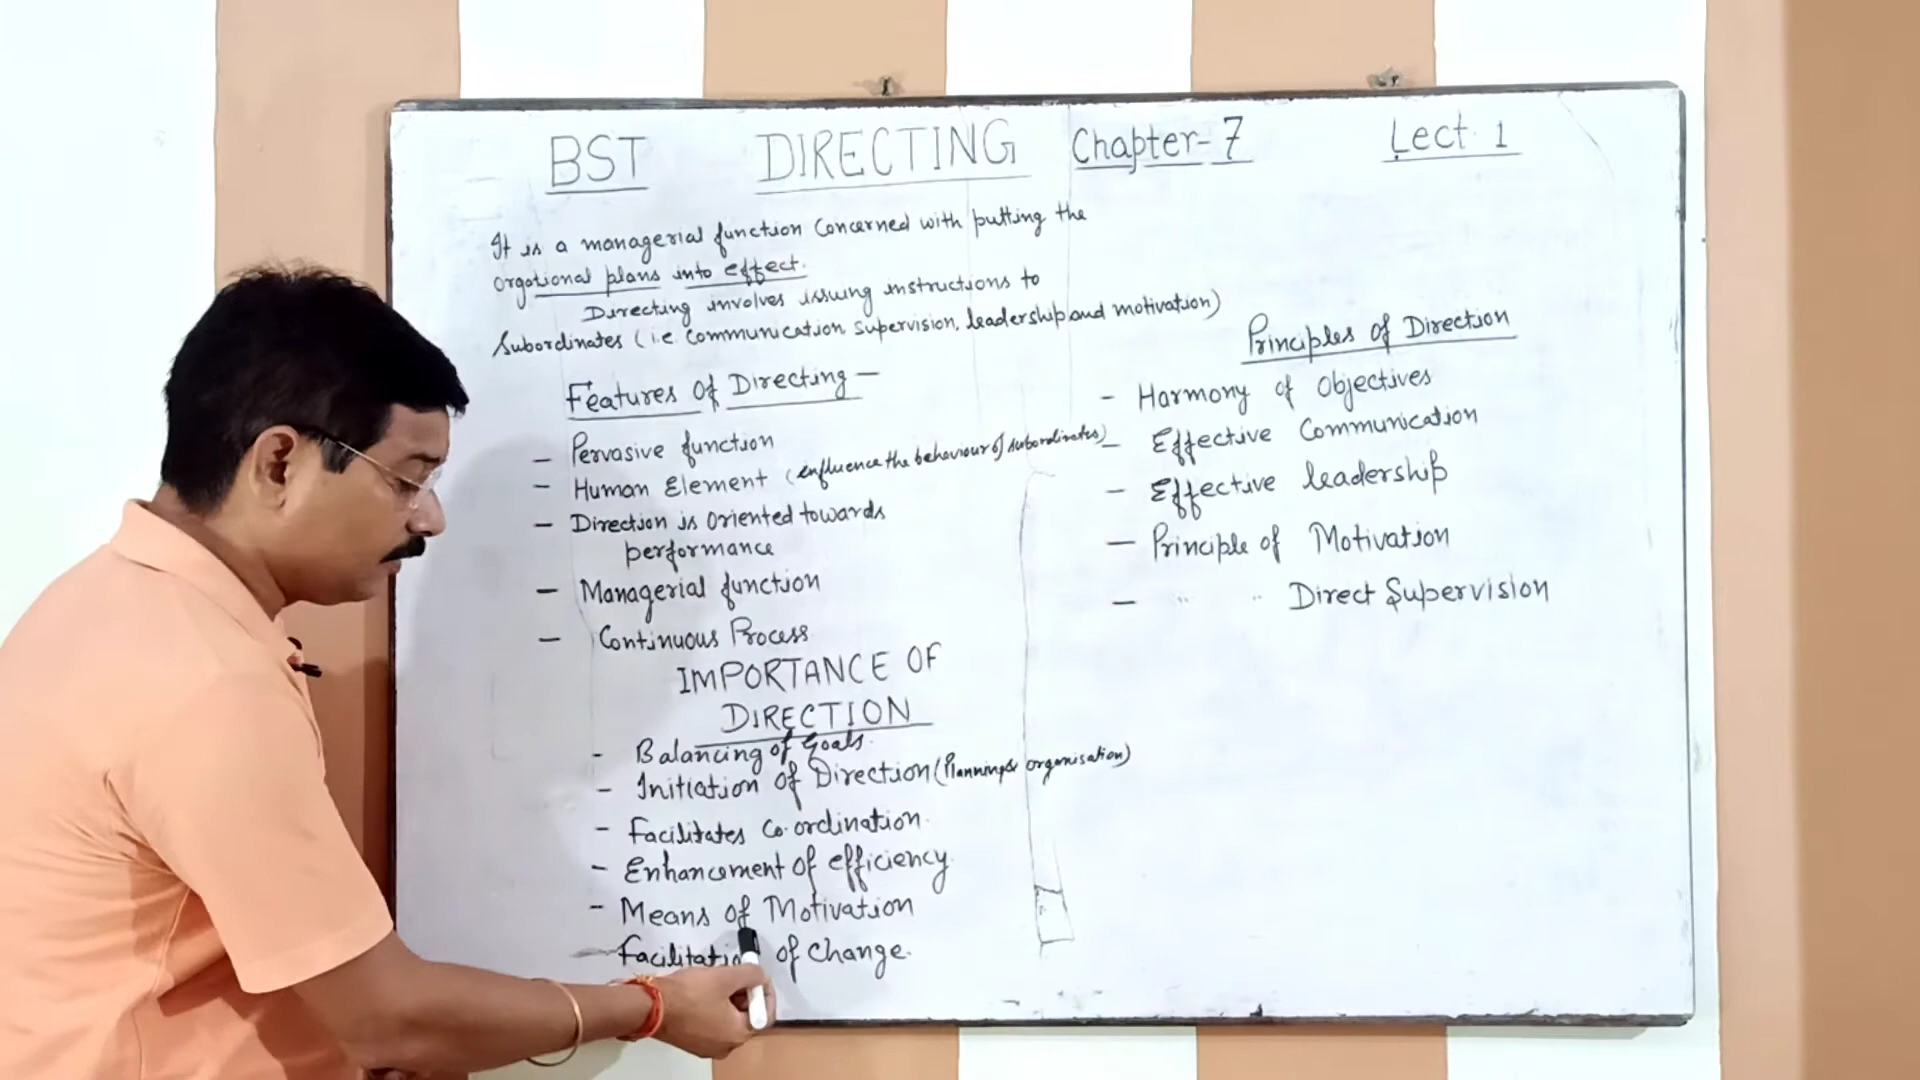 BST DIRECTING Chapter-7 Lect. 1
It is a managerial function concerned with putting the
orgational plans into effect.
Directing involves issuing instructions to
Subordinates (i.e communication supervision, leadership and motivation)
Features of Directing —
- Pervasive function
- Human Element (influence the behaviour of subordinates)
- Direction is oriented towards
performance
- Managerial function
- Continuous Process
IMPORTANCE OF
DIRECTION
- Balancing of Goals.
- Initiation of Direction (Planning & organisation)
- Facilitates Co-ordination.
- Enhancement of efficiency.
- Means of Motivation
- Facilitation of change.
Principles of Direction
- Harmony of Objectives
- Effective Communication
- Effective leadership
- Principle of Motivation
- " " Direct Supervision